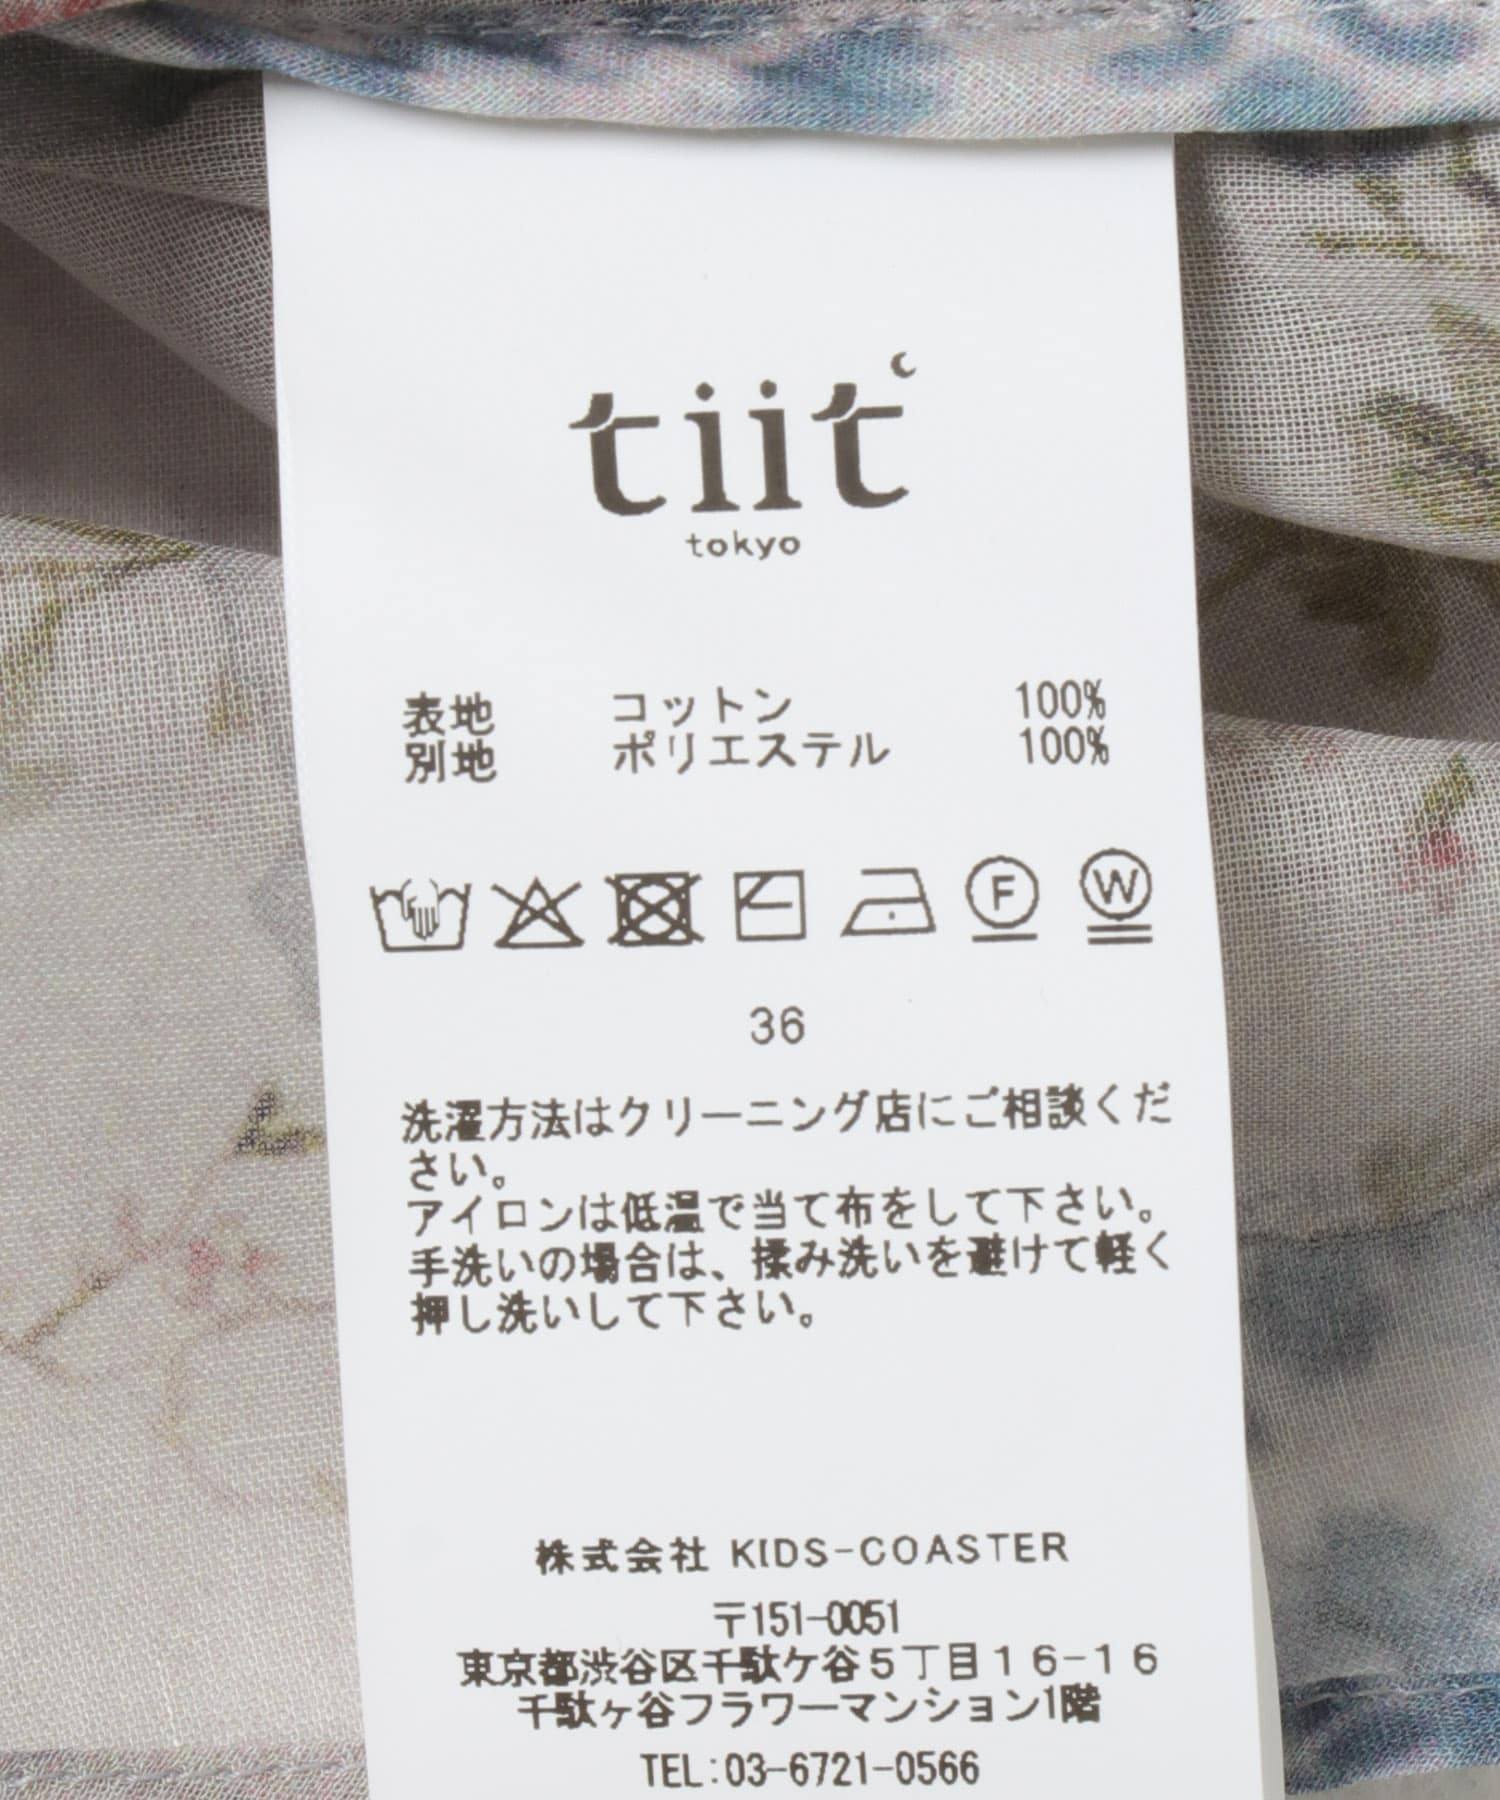 tiit
tokyo
表地 コットン 100%
別地 ポリエステル 100%
F W
36
洗濯方法はクリーニング店にご相談くだ
さい。
アイロンは低温で当て布をして下さい。
手洗いの場合は、揉み洗いを避けて軽く
押し洗いして下さい。
株式会社 KIDS-COASTER
〒151-0051
東京都渋谷区千駄ケ谷5丁目16-16
千駄ヶ谷フラワーマンション1階
TEL:03-6721-0566